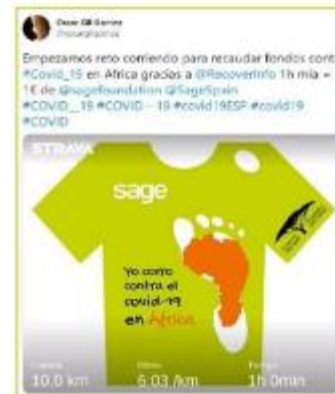 Empezamos reto corriendo para recaudar fondos cont
#Covid_19 en Africa gracias a @RecoverInfo 1h mia =
1€ de @sagefoundation @SageSpain
#COVID__19 #COVID-19 #covid19ESP #covid19
#COVID
STRAVA
sage
Yo corro
contra el
covid-19
en África
10,0 km
6:03 /km
1h 0min